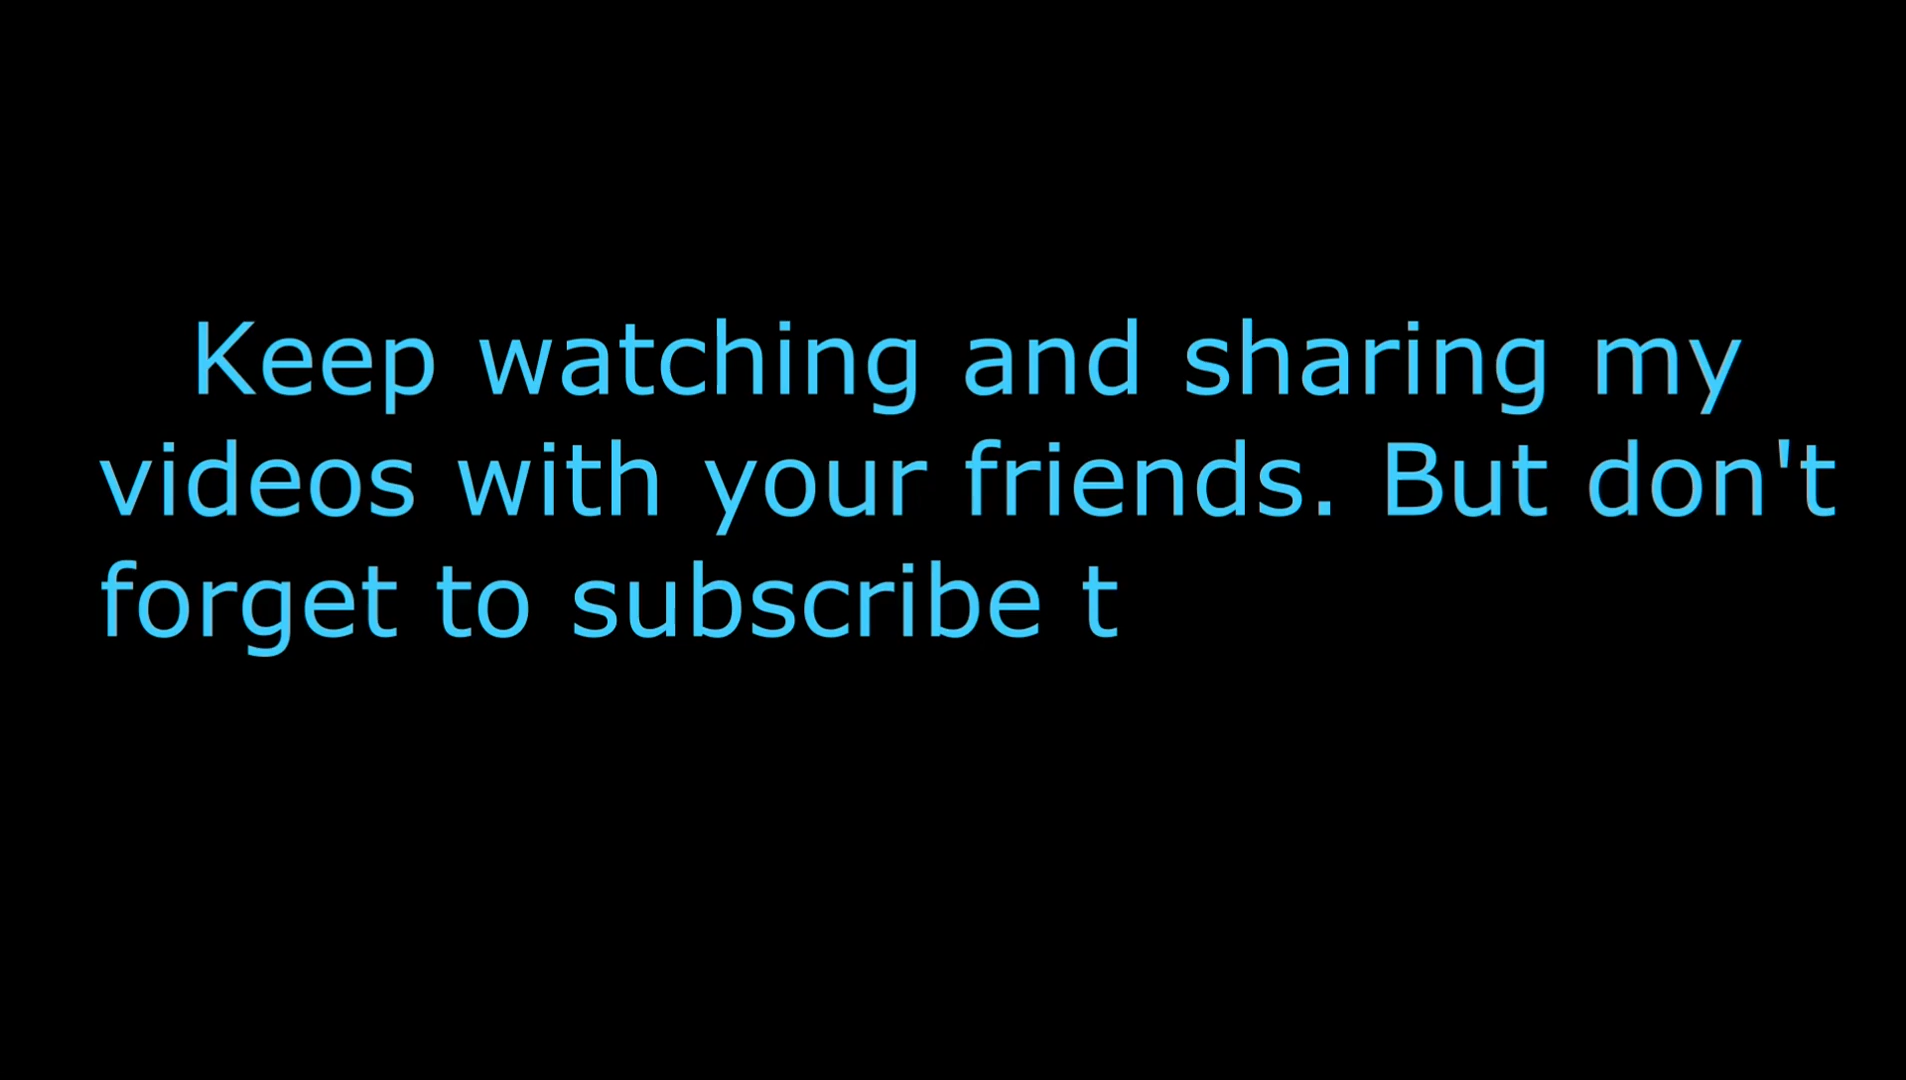 Keep watching and sharing my
videos with your friends. But don't
forget to subscribe t